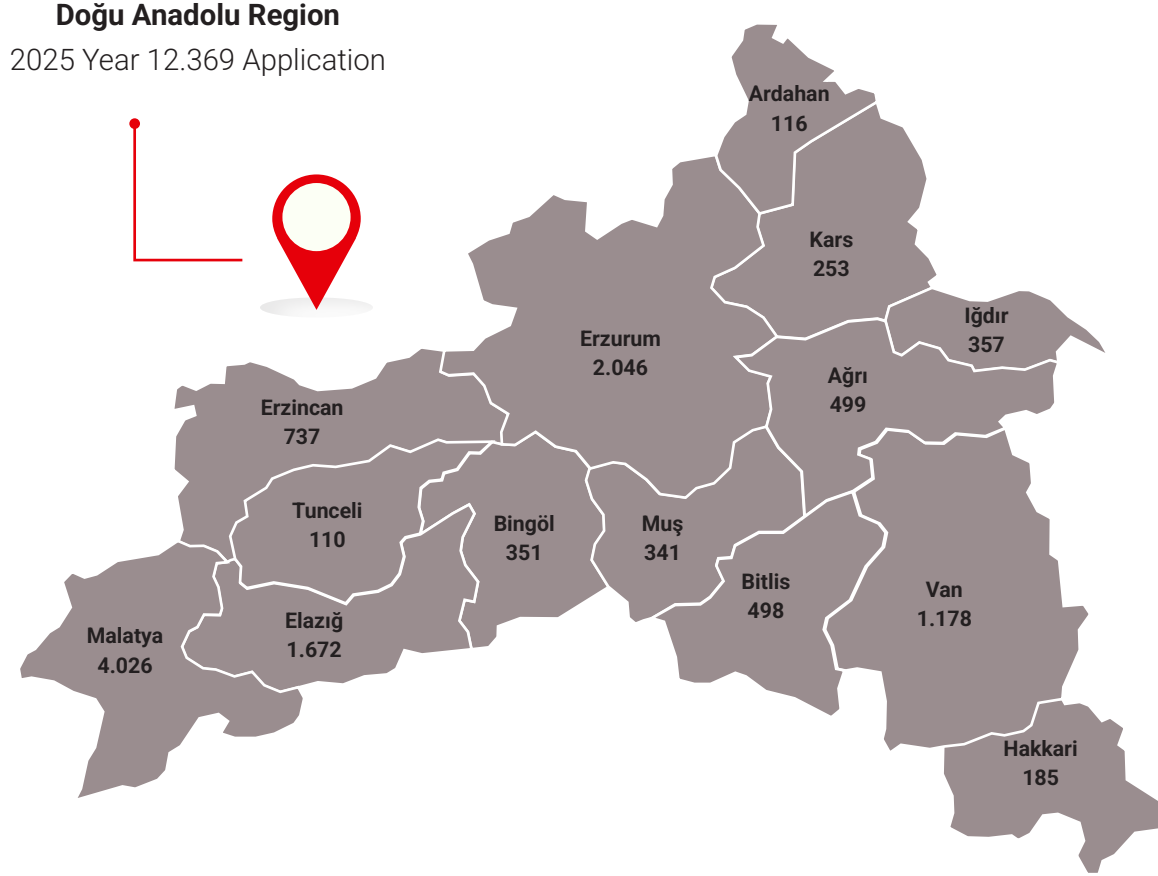 Doğu Anadolu Region
2025 Year 12.369 Application
Ardahan
116
Kars
253
Iğdır
357
Erzurum
2.046
Ağrı
499
Erzincan
737
Tunceli
110
Bingöl
351
Muş
341
Bitlis
498
Van
1.178
Elazığ
1.672
Malatya
4.026
Hakkari
185